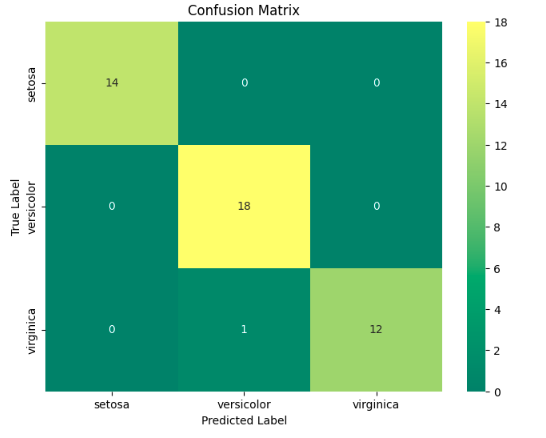 Confusion Matrix
True Label
setosa
versicolor
virginica
14 0 0
0 18 0
0 1 12
setosa versicolor virginica
Predicted Label
18
16
14
12
10
8
6
4
2
0